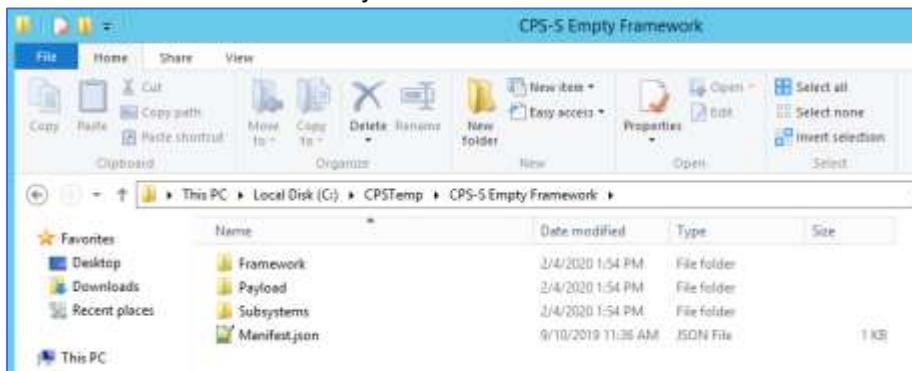 CPS-S Empty Framework
File Home Share View
Copy Paste Cut
Copy path
Paste shortcut
Move to Copy to Delete Rename
New folder New item
Easy access
Properties Open
Edit
Select all
Select none
Invert selection
Clipboard Organize New Open Select
This PC Local Disk (C:) CPSTemp CPS-S Empty Framework
Name Date modified Type Size
Favorites
Desktop
Downloads
Recent places
This PC
Framework 2/4/2020 1:54 PM File folder
Payload 2/4/2020 1:54 PM File folder
Subsystems 2/4/2020 1:54 PM File folder
Manifest.json 9/10/2019 11:36 AM JSON File 1 KB